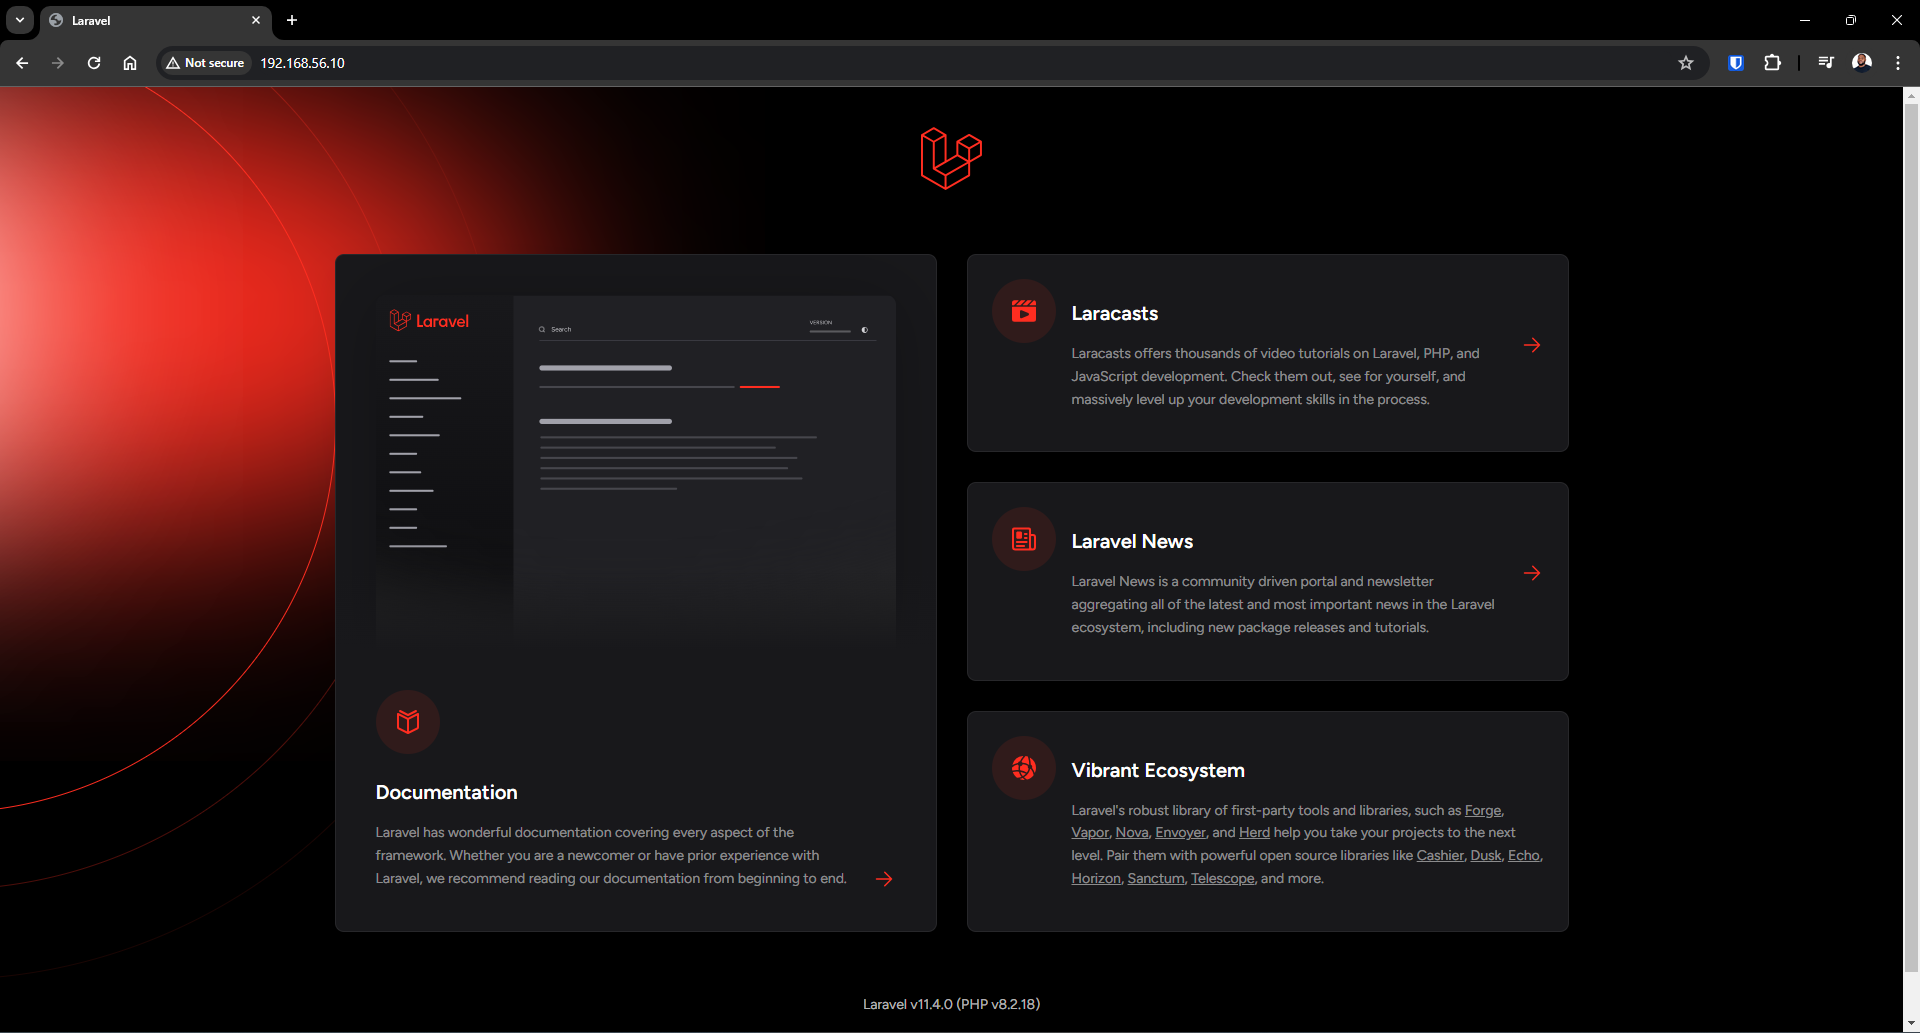 Laravel
Not secure
192.168.56.10
Laravel
Search
VERSION
Documentation
Laravel has wonderful documentation covering every aspect of the
framework. Whether you are a newcomer or have prior experience with
Laravel, we recommend reading our documentation from beginning to end.
Laracasts
Laracasts offers thousands of video tutorials on Laravel, PHP, and
JavaScript development. Check them out, see for yourself, and
massively level up your development skills in the process.
Laravel News
Laravel News is a community driven portal and newsletter
aggregating all of the latest and most important news in the Laravel
ecosystem, including new package releases and tutorials.
Vibrant Ecosystem
Laravel's robust library of first-party tools and libraries, such as Forge,
Vapor, Nova, Envoyer, and Herd help you take your projects to the next
level. Pair them with powerful open source libraries like Cashier, Dusk, Echo,
Horizon, Sanctum, Telescope, and more.
Laravel v11.4.0 (PHP v8.2.18)